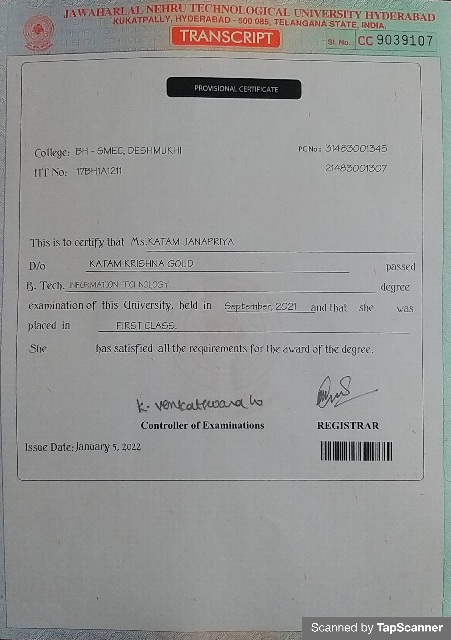 JAWAHARLAL NEHRU TECHNOLOGICAL UNIVERSITY HYDERABAD
KUKATPALLY, HYDERABAD - 500 085, TELANGANA STATE, INDIA.
TRANSCRIPT
Sl. No. CC 9039107
PROVISIONAL CERTIFICATE
College: BH - SMEC, DESHMUKHI PC No: 31483001345
HT No: 17BH1A1211 21483001307
This is to certify that Ms.KATAM JANAPRIYA
D/o KATAM KRISHNA GOUD passed
B. Tech. INFORMATION TECHNOLOGY degree
examination of this University, held in September, 2021 and that she was
placed in FIRST CLASS.
She has satisfied all the requirements for the award of the degree.
K. Venkateswara
Controller of Examinations REGISTRAR
Issue Date: January 5, 2022
Scanned by TapScanner